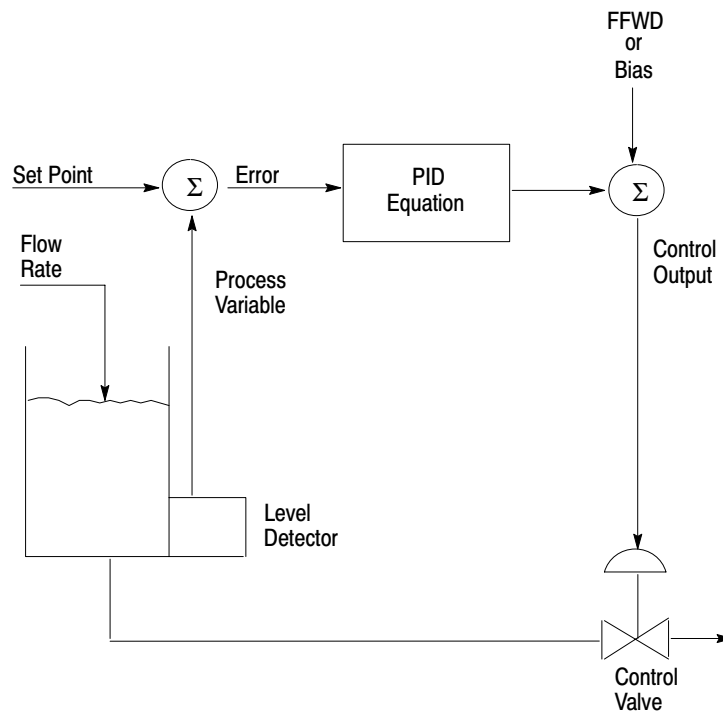 FFWD
or
Bias
Set Point
Σ
Error
PID
Equation
Σ
Flow
Rate
Process
Variable
Control
Output
Level
Detector
Control
Valve